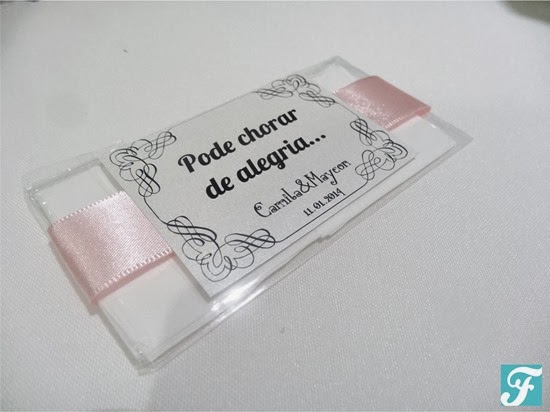 Pode chorar
de alegria...
Camila&Maycon
11.01.2014
F